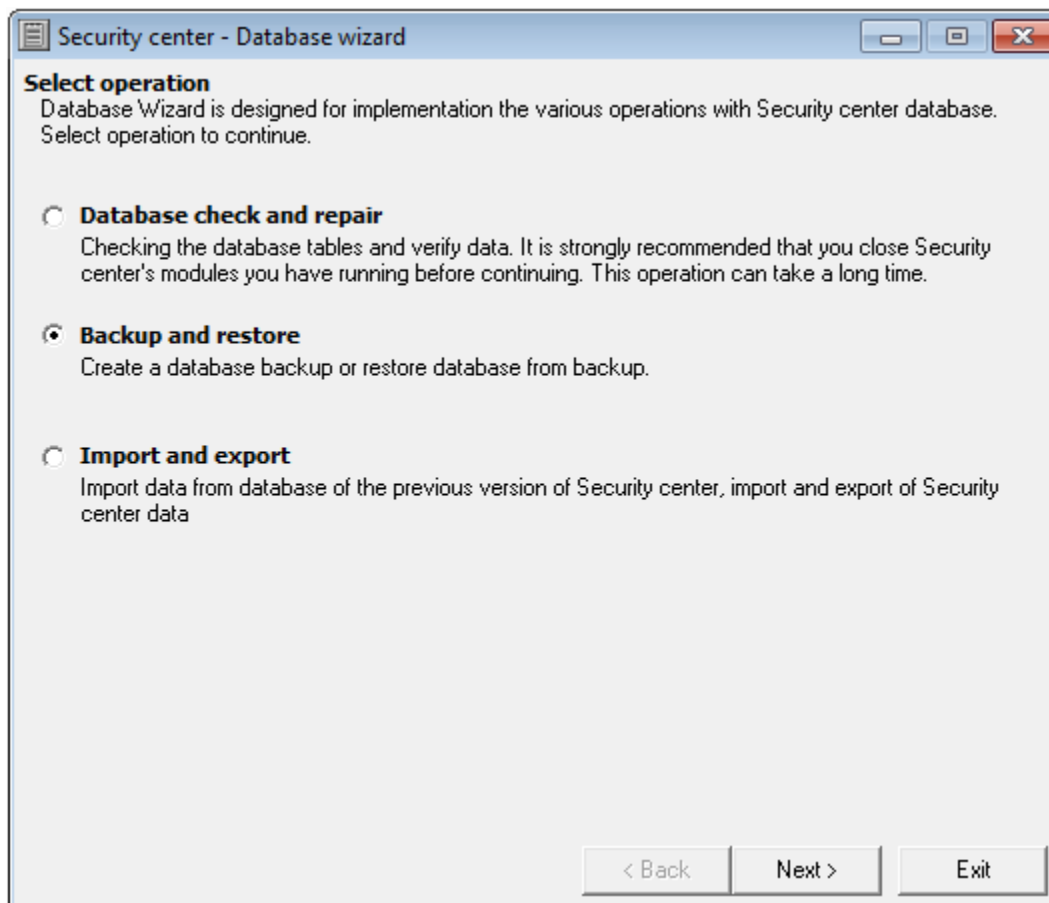 Security center - Database wizard
Select operation
Database Wizard is designed for implementation the various operations with Security center database.
Select operation to continue.
Database check and repair
Checking the database tables and verify data. It is strongly recommended that you close Security
center's modules you have running before continuing. This operation can take a long time.
Backup and restore
Create a database backup or restore database from backup.
Import and export
Import data from database of the previous version of Security center, import and export of Security
center data
< Back Next > Exit